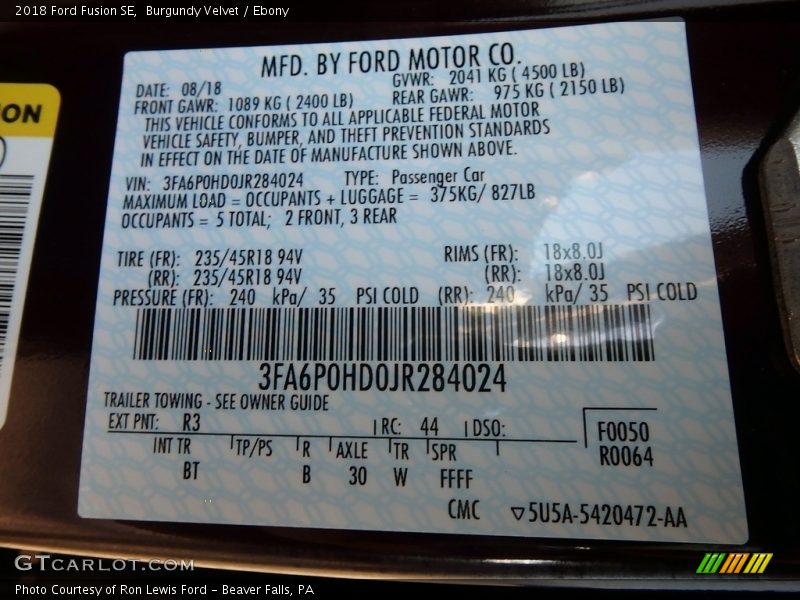 2018 Ford Fusion SE,  Burgundy Velvet / Ebony
ION
MFD. BY FORD MOTOR CO.
DATE: 08/18 GVWR: 2041 KG ( 4500 LB)
FRONT GAWR: 1089 KG ( 2400 LB) REAR GAWR: 975 KG ( 2150 LB)
THIS VEHICLE CONFORMS TO ALL APPLICABLE FEDERAL MOTOR
VEHICLE SAFETY, BUMPER, AND THEFT PREVENTION STANDARDS
IN EFFECT ON THE DATE OF MANUFACTURE SHOWN ABOVE.
VIN: 3FA6P0HD0JR284024 TYPE: Passenger Car
MAXIMUM LOAD = OCCUPANTS + LUGGAGE = 375KG/ 827LB
OCCUPANTS = 5 TOTAL; 2 FRONT, 3 REAR
TIRE (FR): 235/45R18 94V RIMS (FR): 18x8.0J
(RR): 235/45R18 94V (RR): 18x8.0J
PRESSURE (FR): 240 kPa/ 35 PSI COLD (RR): 240 kPa/ 35 PSI COLD
3FA6P0HD0JR284024
TRAILER TOWING - SEE OWNER GUIDE
EXT PNT: R3 RC: 44 DSO: F0050
INT TR TP/PS R AXLE TR SPR R0064
BT B 30 W FFFF
CMC ▽5U5A-5420472-AA
GTCARLOT.COM
Photo Courtesy of Ron Lewis Ford – Beaver Falls, PA